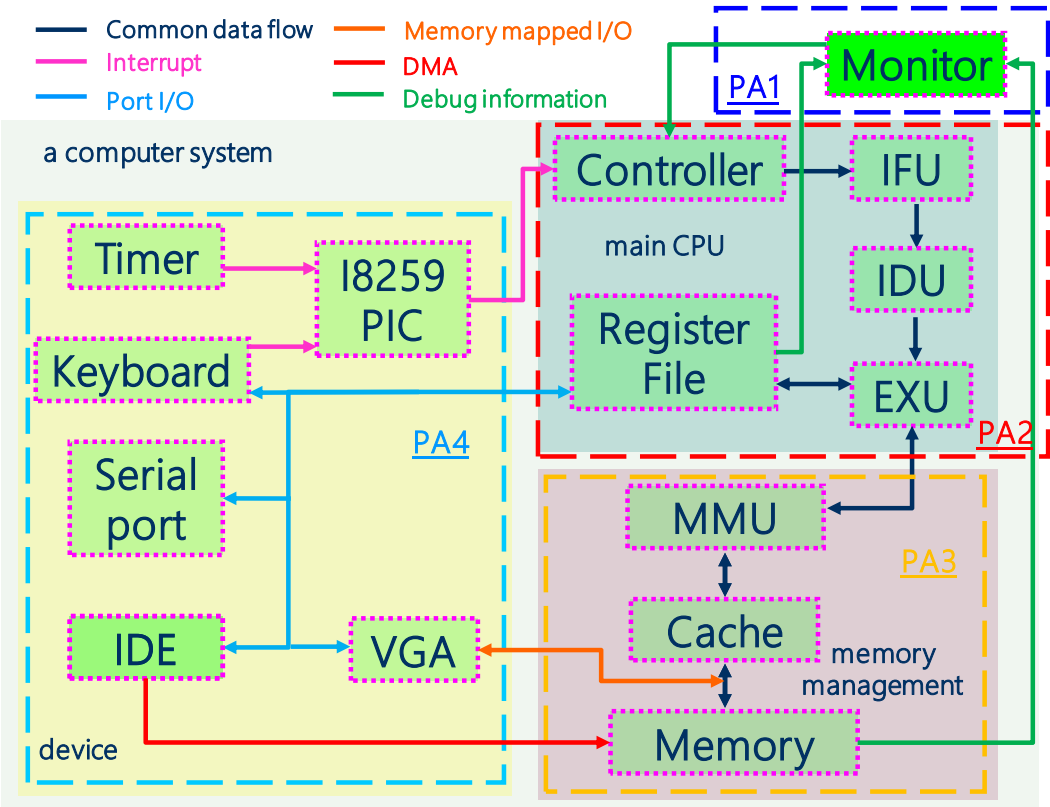 Common data flow
Memory mapped I/O
Interrupt
DMA
Port I/O
Debug information
Monitor
PA1
a computer system
Controller
IFU
main CPU
Timer
I8259
PIC
IDU
Register
File
Keyboard
EXU
PA4
PA2
Serial
port
MMU
PA3
Cache
IDE
VGA
memory
management
Memory
device